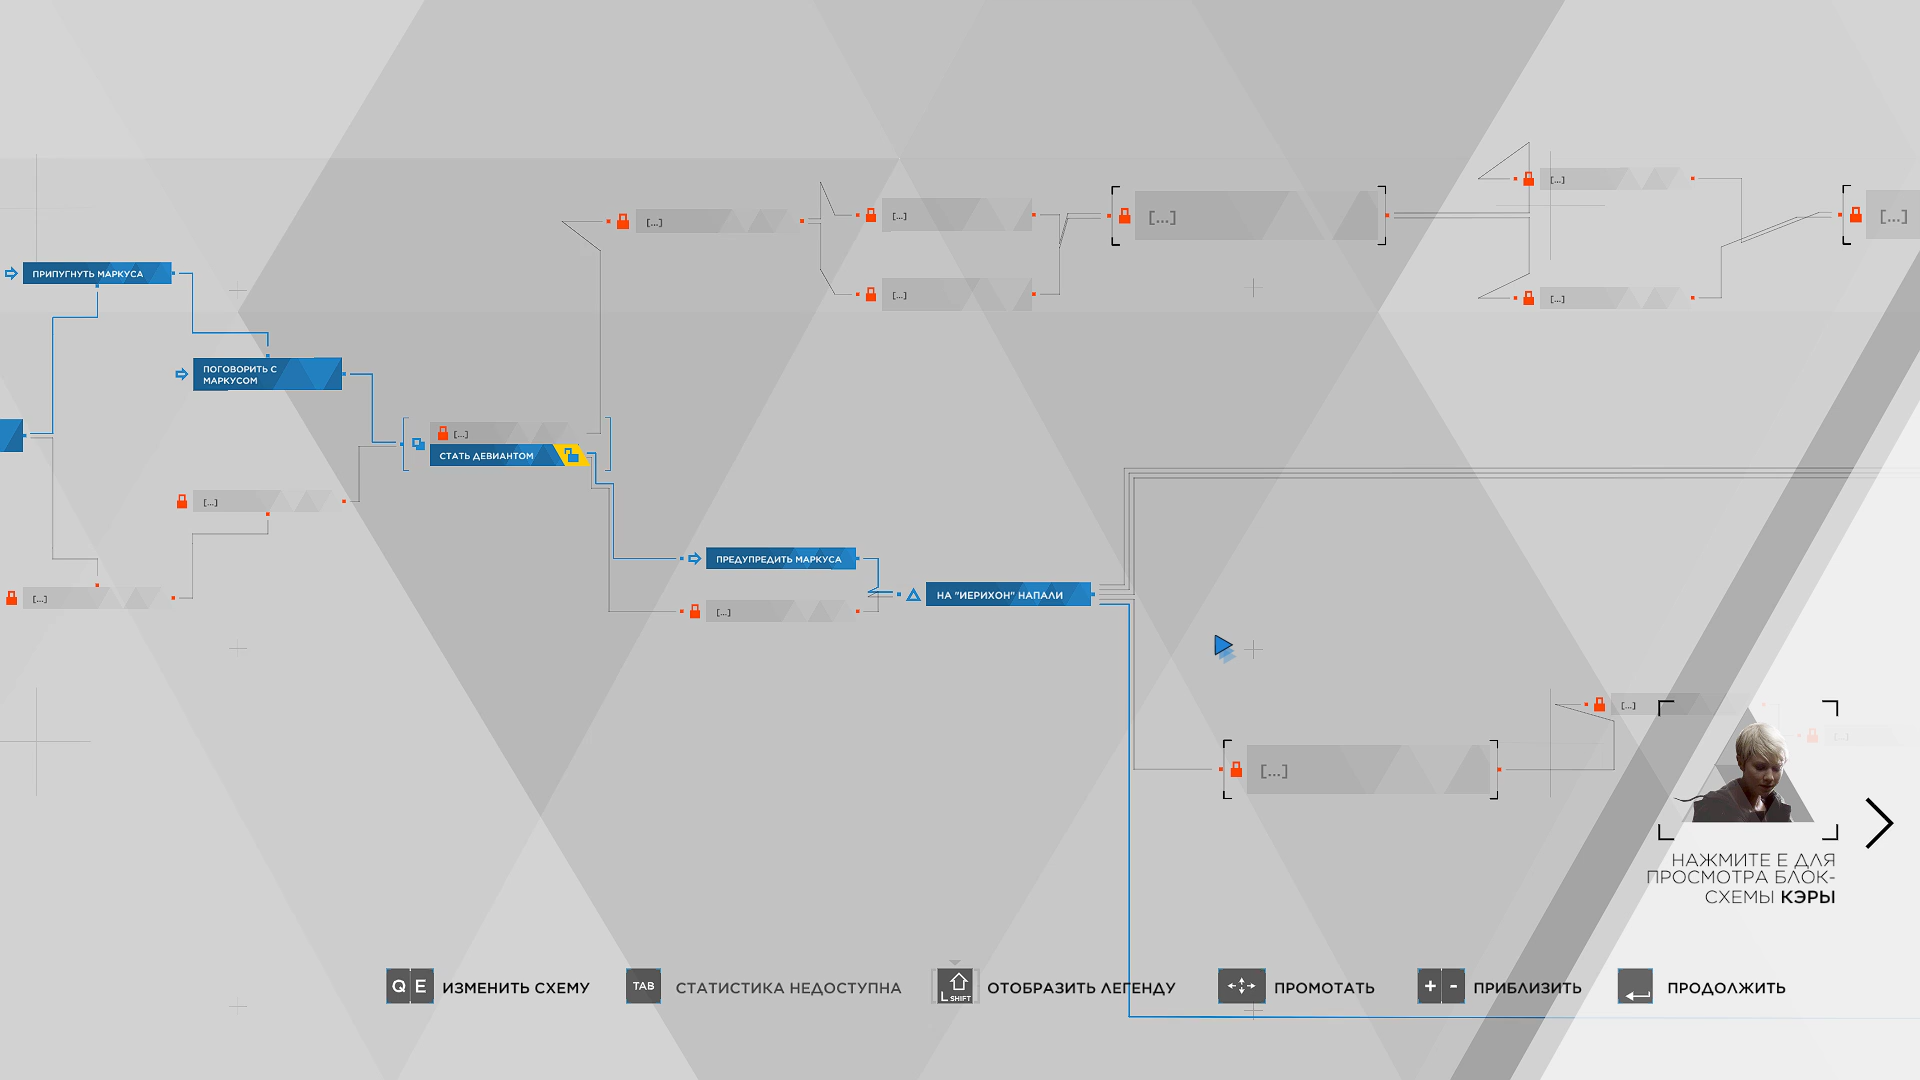 [...]
[...]
[...]
[...]
[...]
[...]
[...]
ПРИПУГНУТЬ МАРКУСА
ПОГОВОРИТЬ С
МАРКУСОМ
[...]
СТАТЬ ДЕВИАНТОМ
[...]
[...]
ПРЕДУПРЕДИТЬ МАРКУСА
[...]
НА "ИЕРИХОН" НАПАЛИ
[...]
[...]
[...]
НАЖМИТЕ E ДЛЯ
ПРОСМОТРА БЛОК-
СХЕМЫ КЭРЫ
Q E ИЗМЕНИТЬ СХЕМУ
TAB СТАТИСТИКА НЕДОСТУПНА
L SHIFT ОТОБРАЗИТЬ ЛЕГЕНДУ
ПРОМОТАТЬ
+ - ПРИБЛИЗИТЬ
ПРОДОЛЖИТЬ